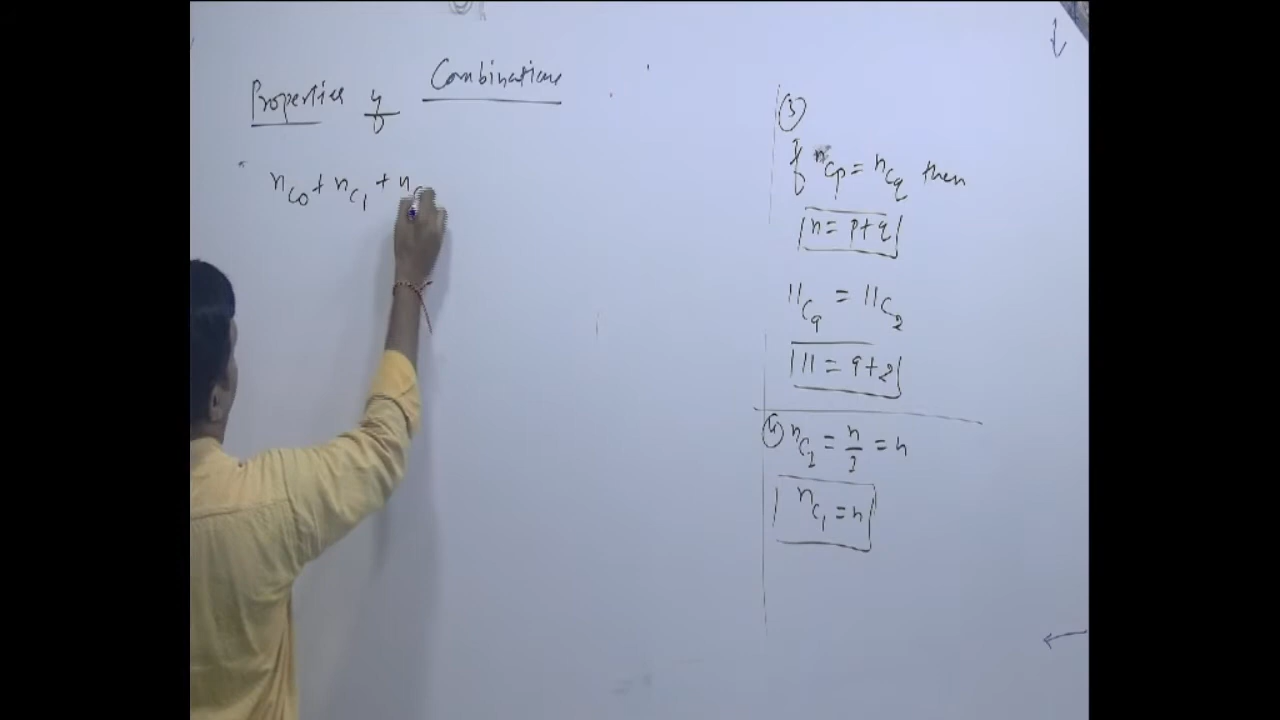 Properties of Combinations
nC0 + nC1 + nC
③
If nCp = nCq then
n = p+q
11C9 = 11C2
11 = 9+2
④ nC1 = n/1 = n
nC1 = n